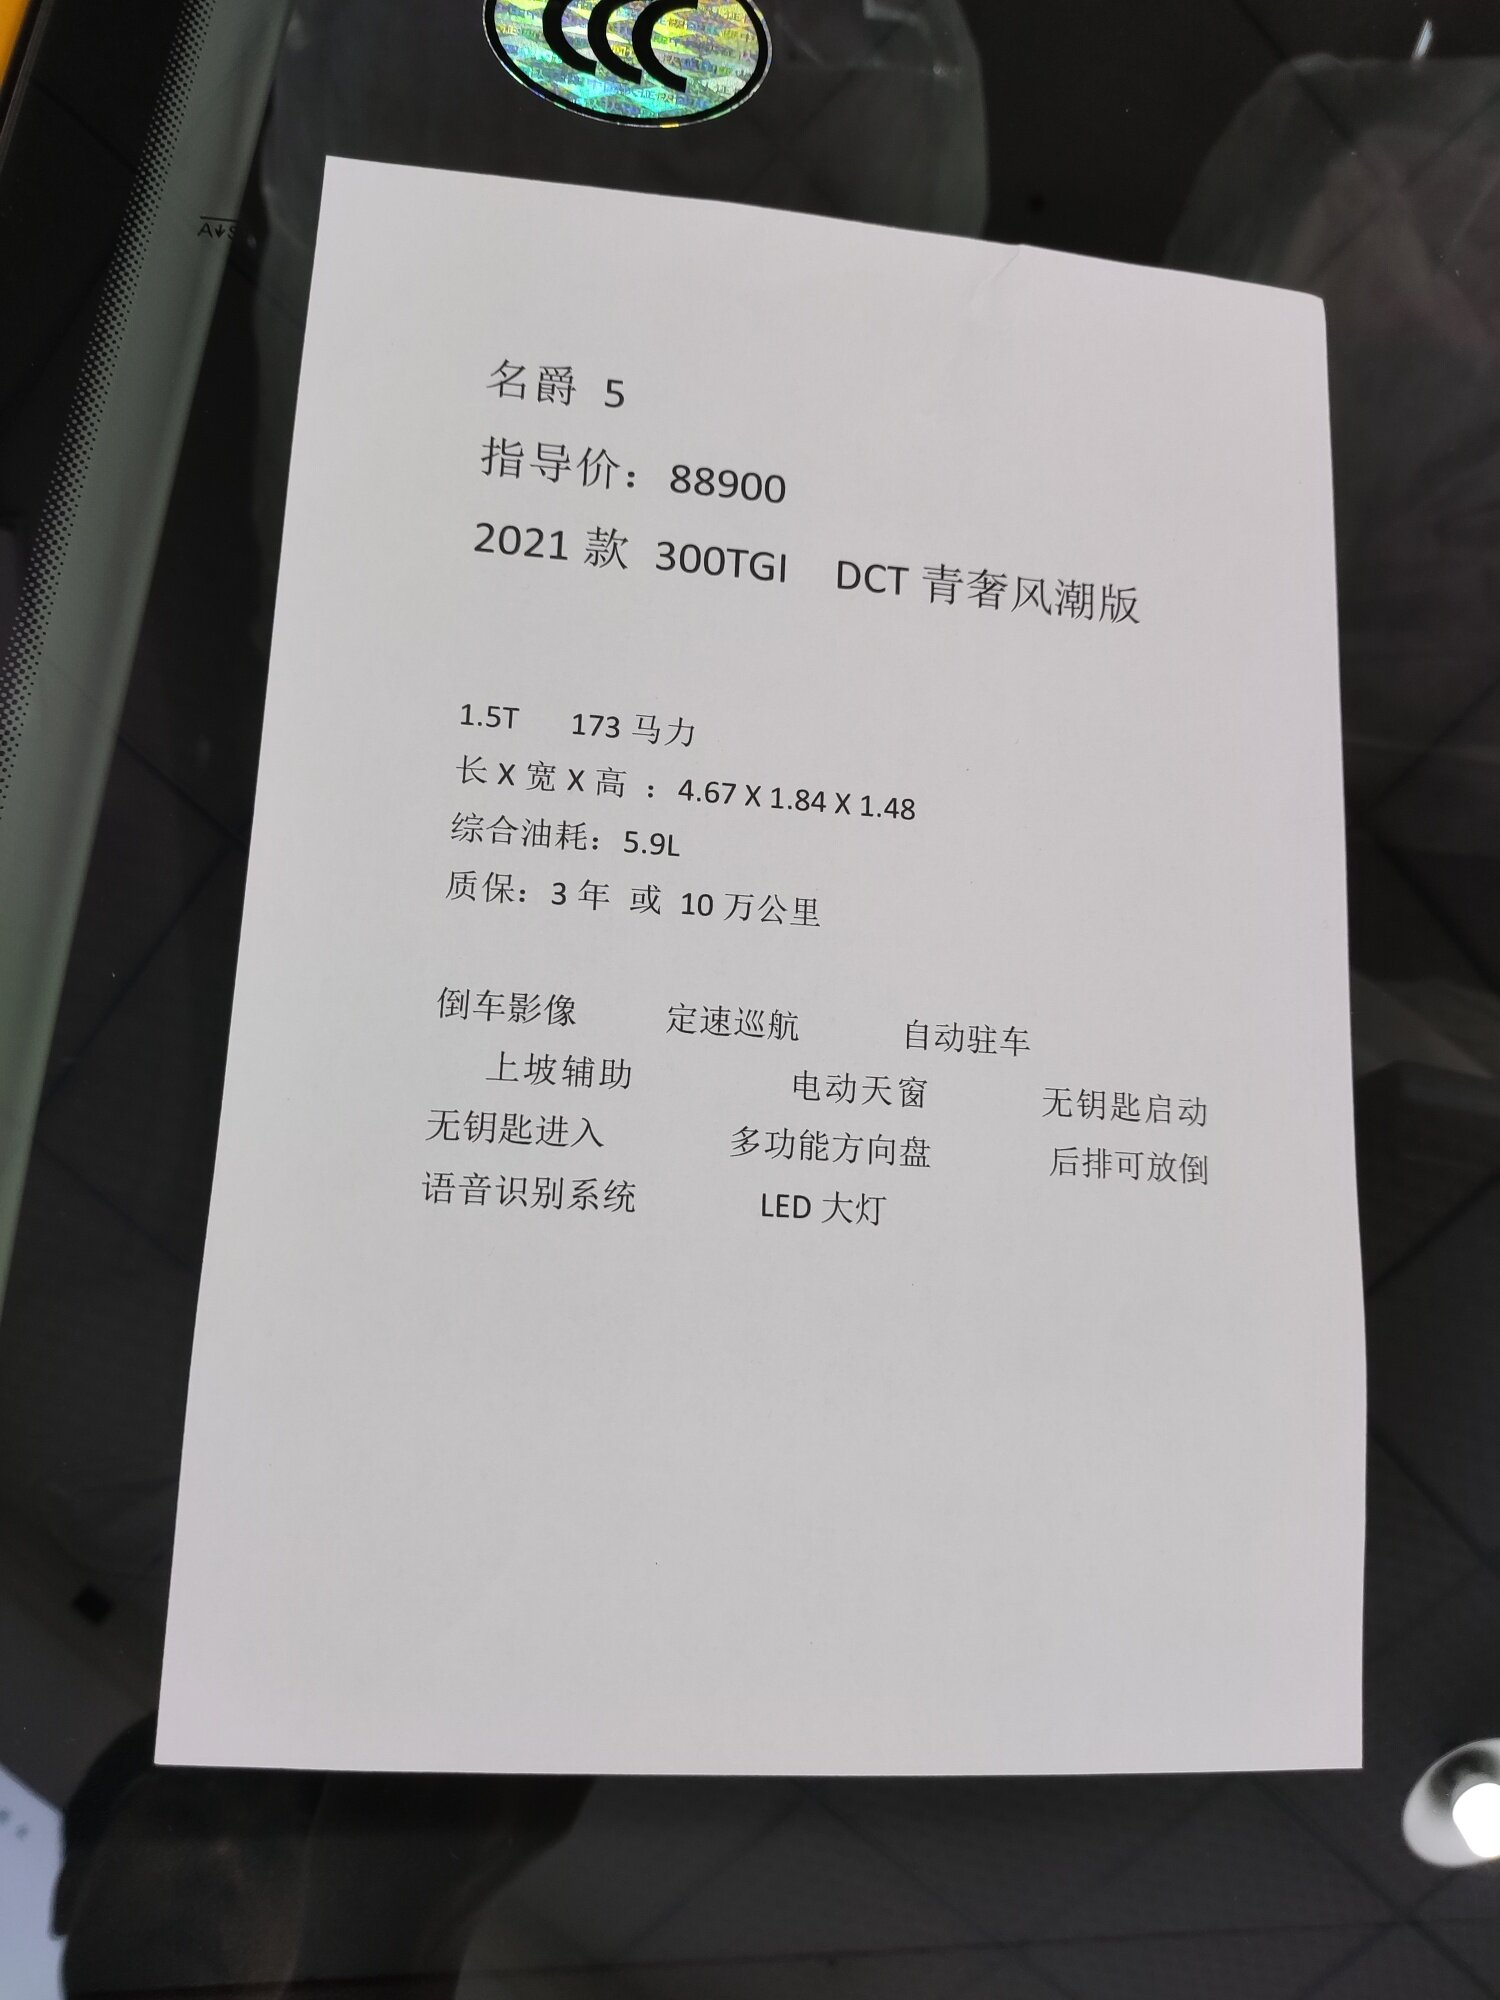 CCC
A↓S
名爵 5
指导价：88900
2021 款 300TGI DCT 青奢风潮版
1.5T 173 马力
长 X 宽 X 高 ：4.67 X 1.84 X 1.48
综合油耗：5.9L
质保：3 年 或 10 万公里
倒车影像 定速巡航 自动驻车
上坡辅助 电动天窗 无钥匙启动
无钥匙进入 多功能方向盘 后排可放倒
语音识别系统 LED 大灯